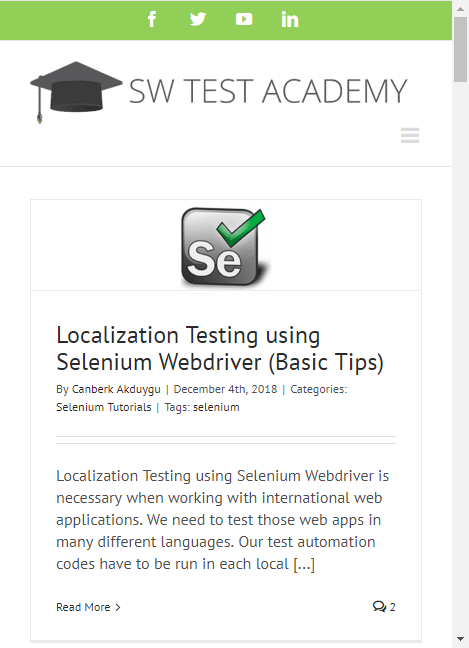 SW TEST ACADEMY
Se
Localization Testing using
Selenium Webdriver (Basic Tips)
By Canberk Akduygu | December 4th, 2018 | Categories:
Selenium Tutorials | Tags: selenium
Localization Testing using Selenium Webdriver is
necessary when working with international web
applications. We need to test those web apps in
many different languages. Our test automation
codes have to be run in each local [...]
Read More > 2